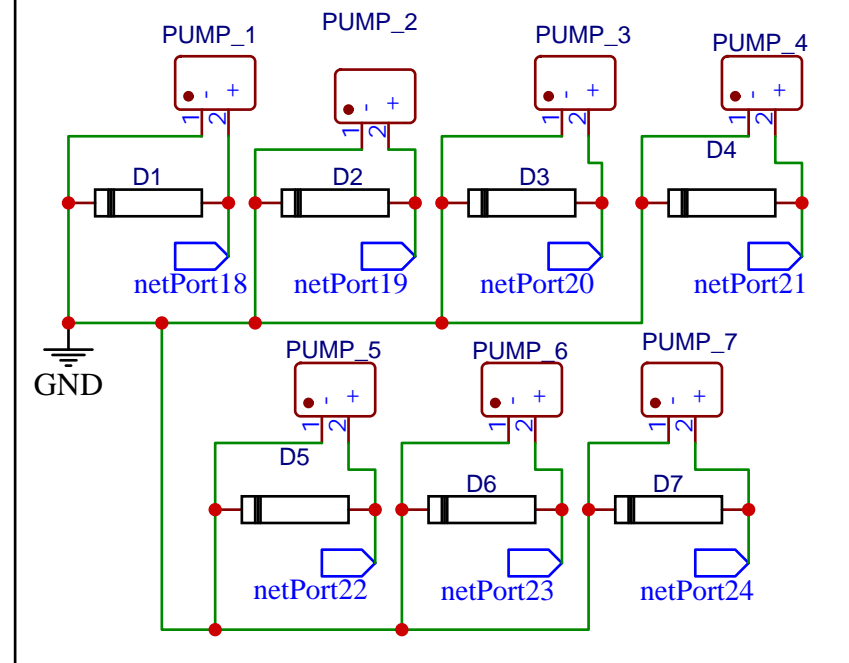 PUMP_1
PUMP_2
PUMP_3
PUMP_4
- +
- +
- +
- +
1 2
1 2
1 2
1 2
D1
D2
D3
D4
netPort18
netPort19
netPort20
netPort21
GND
PUMP_5
PUMP_6
PUMP_7
- +
- +
- +
1 2
1 2
1 2
D5
D6
D7
netPort22
netPort23
netPort24